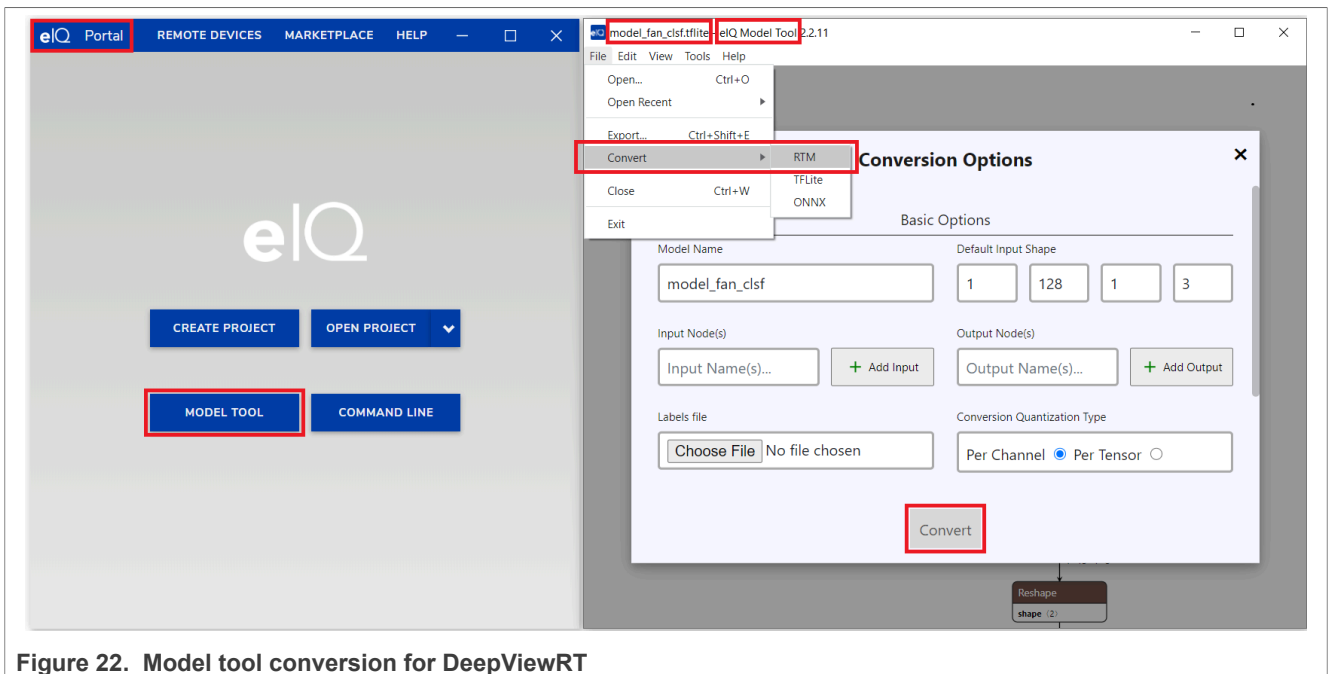 eIQ Portal REMOTE DEVICES MARKETPLACE HELP
eIQ
CREATE PROJECT OPEN PROJECT
MODEL TOOL COMMAND LINE
model_fan_clsf.tflite - eIQ Model Tool 2.2.11
File Edit View Tools Help
Open... Ctrl+O
Open Recent
Export... Ctrl+Shift+E
Convert RTM
TFLite
ONNX
Close Ctrl+W
Exit
Conversion Options
Basic Options
Model Name Default Input Shape
model_fan_clsf 1 128 1 3
Input Node(s) Output Node(s)
Input Name(s)... + Add Input Output Name(s)... + Add Output
Labels file Conversion Quantization Type
Choose File No file chosen Per Channel Per Tensor
Convert
Reshape
shape (2)
Figure 22. Model tool conversion for DeepViewRT